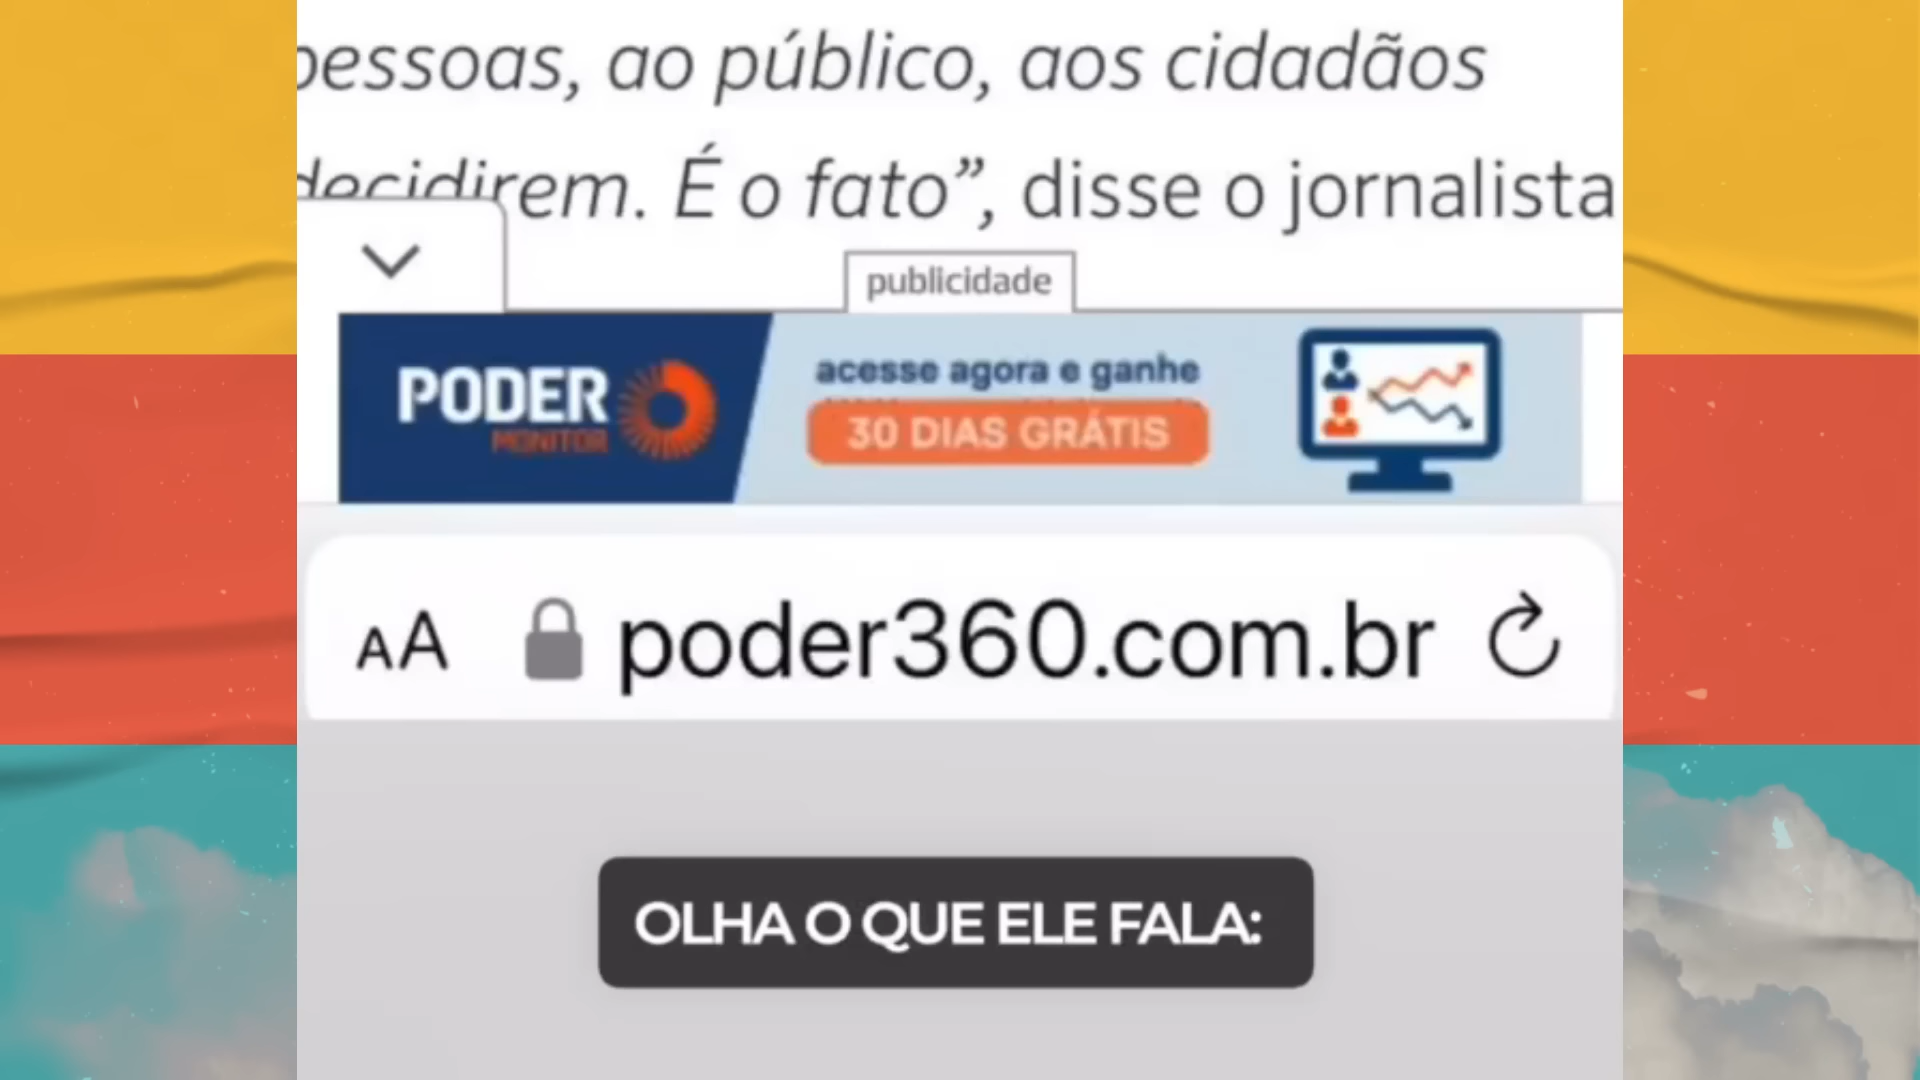 pessoas, ao público, aos cidadãos
decidirem. É o fato”, disse o jornalista
publicidade
PODER
MONITOR
acesse agora e ganhe
30 DIAS GRÁTIS
AA
poder360.com.br
OLHA O QUE ELE FALA: